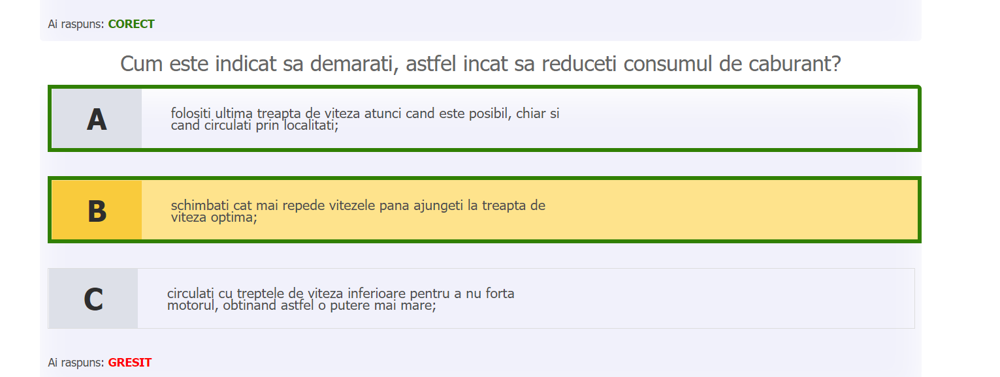 Ai raspuns: CORECT
Cum este indicat sa demarati, astfel incat sa reduceti consumul de caburant?
A
folositi ultima treapta de viteza atunci cand este posibil, chiar si
cand circulati prin localitati;
B
schimbati cat mai repede vitezele pana ajungeti la treapta de
viteza optima;
C
circulati cu treptele de viteza inferioare pentru a nu forta
motorul, obtinand astfel o putere mai mare;
Ai raspuns: GRESIT